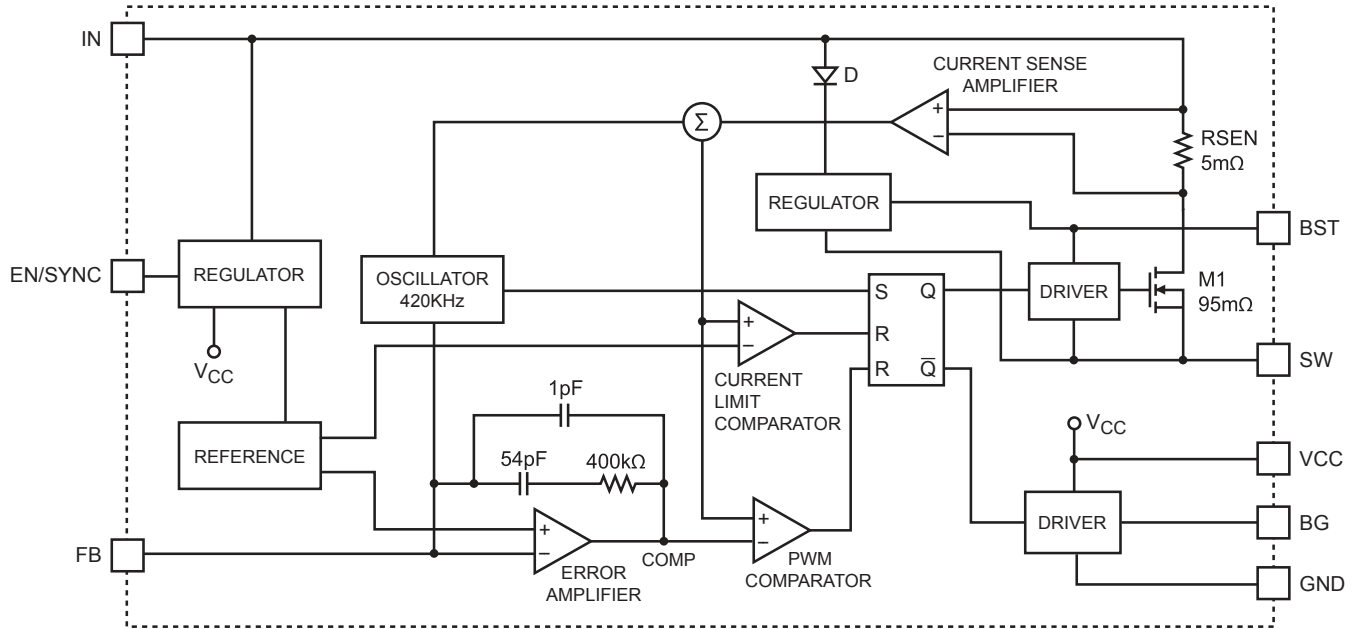 IN
D
CURRENT SENSE
AMPLIFIER
+
−
Σ
RSEN
5mΩ
REGULATOR
BST
EN/SYNC
REGULATOR
OSCILLATOR
420KHz
S
Q
DRIVER
M1
95mΩ
+
−
R
VCC
R
Q̅
SW
CURRENT
LIMIT
COMPARATOR
1pF
REFERENCE
54pF
400kΩ
VCC
VCC
+
−
+
−
DRIVER
BG
FB
COMP
PWM
COMPARATOR
ERROR
AMPLIFIER
GND